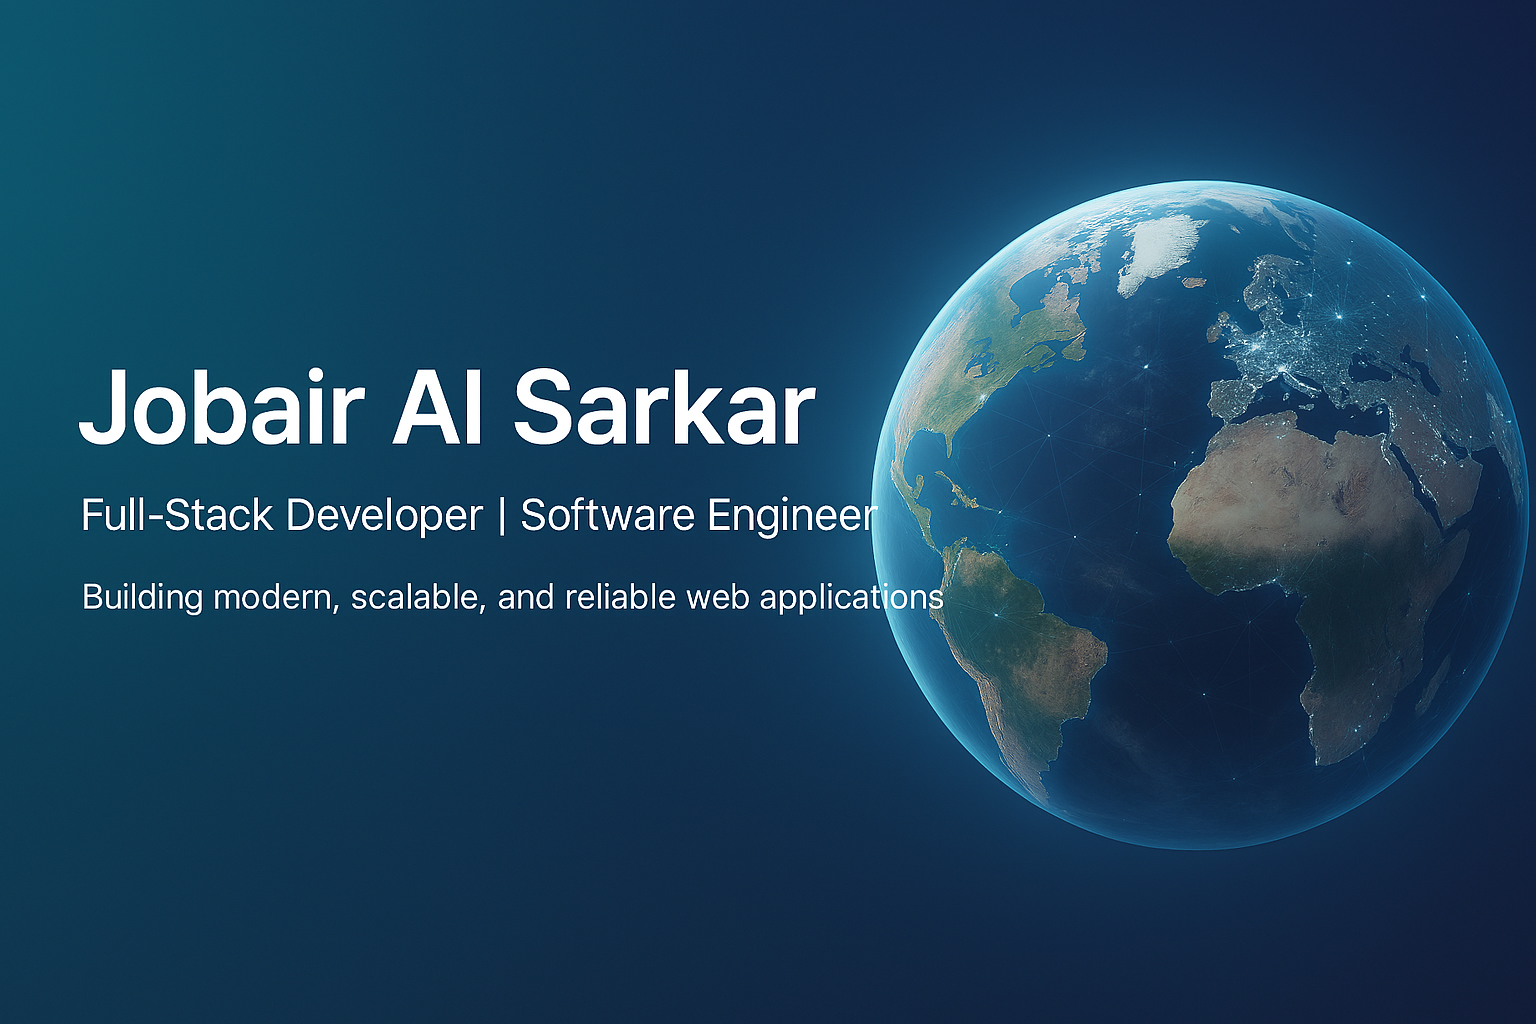 Jobair Al Sarkar
Full-Stack Developer | Software Engineer
Building modern, scalable, and reliable web applications